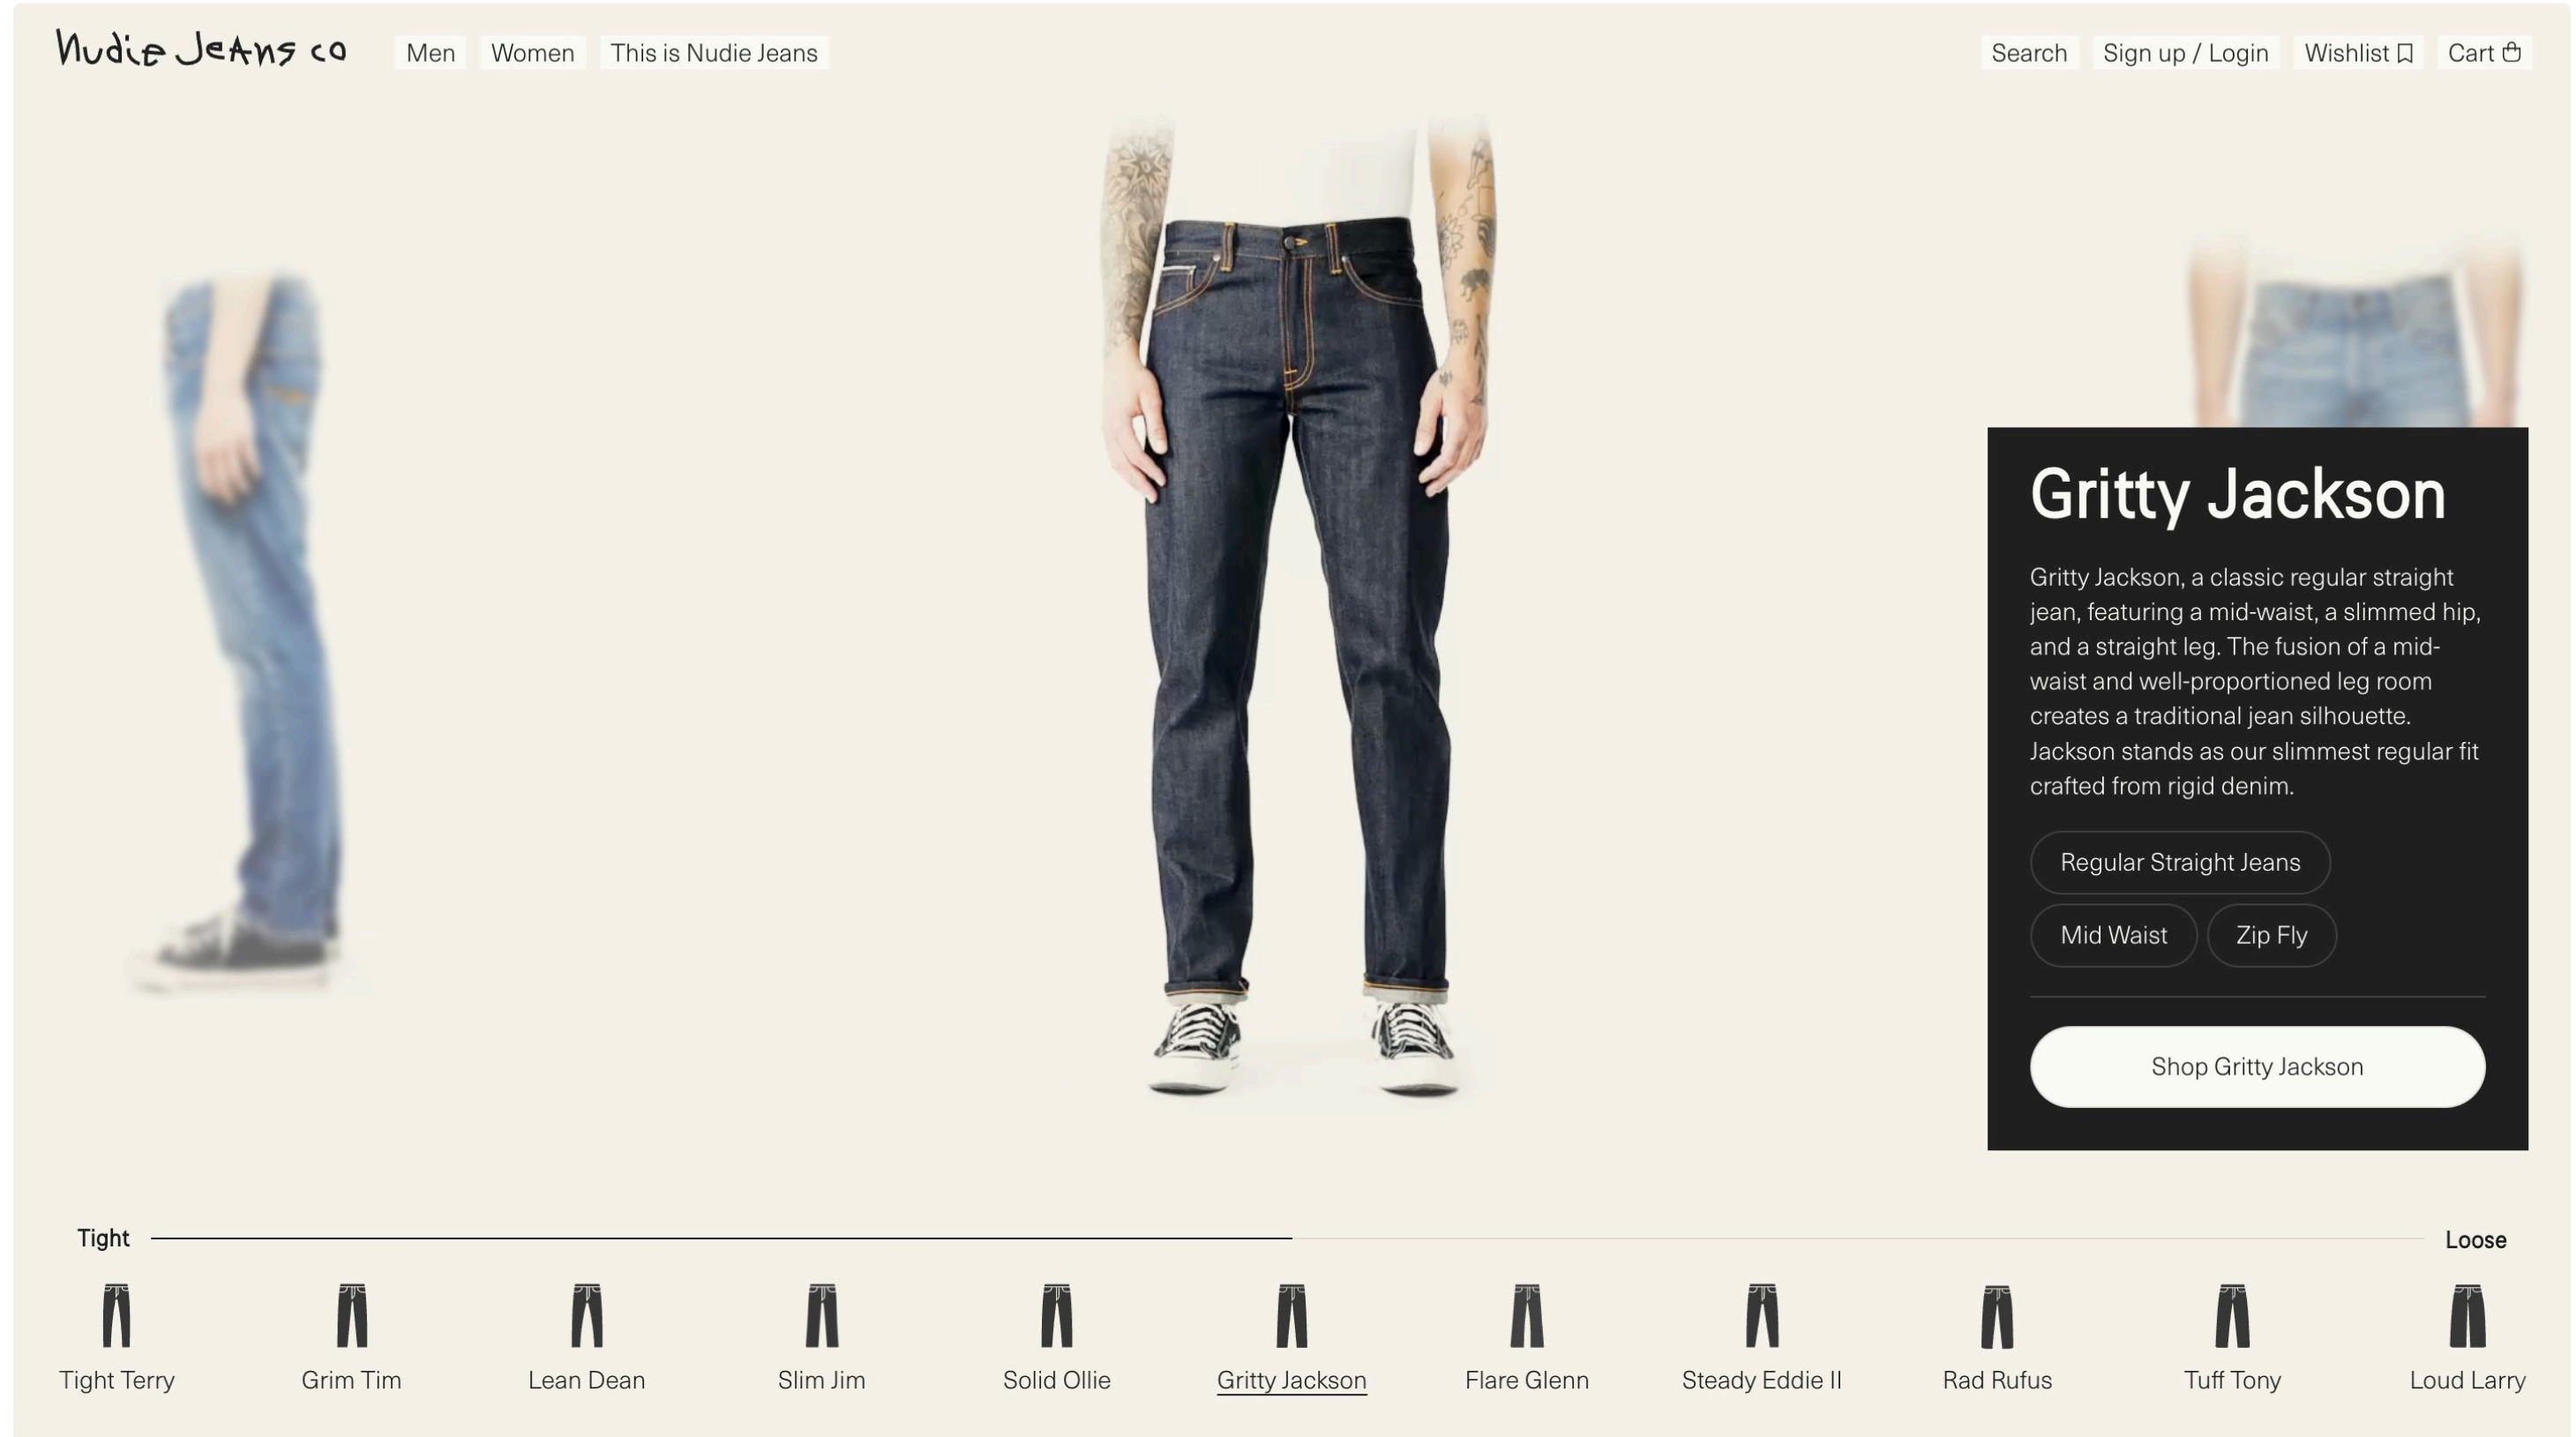 Nudie Jeans co
Men
Women
This is Nudie Jeans
Search
Sign up / Login
Wishlist
Cart
Gritty Jackson
Gritty Jackson, a classic regular straight
jean, featuring a mid-waist, a slimmed hip,
and a straight leg. The fusion of a mid-
waist and well-proportioned leg room
creates a traditional jean silhouette.
Jackson stands as our slimmest regular fit
crafted from rigid denim.
Regular Straight Jeans
Mid Waist
Zip Fly
Shop Gritty Jackson
Tight
Loose
Tight Terry
Grim Tim
Lean Dean
Slim Jim
Solid Ollie
Gritty Jackson
Flare Glenn
Steady Eddie II
Rad Rufus
Tuff Tony
Loud Larry